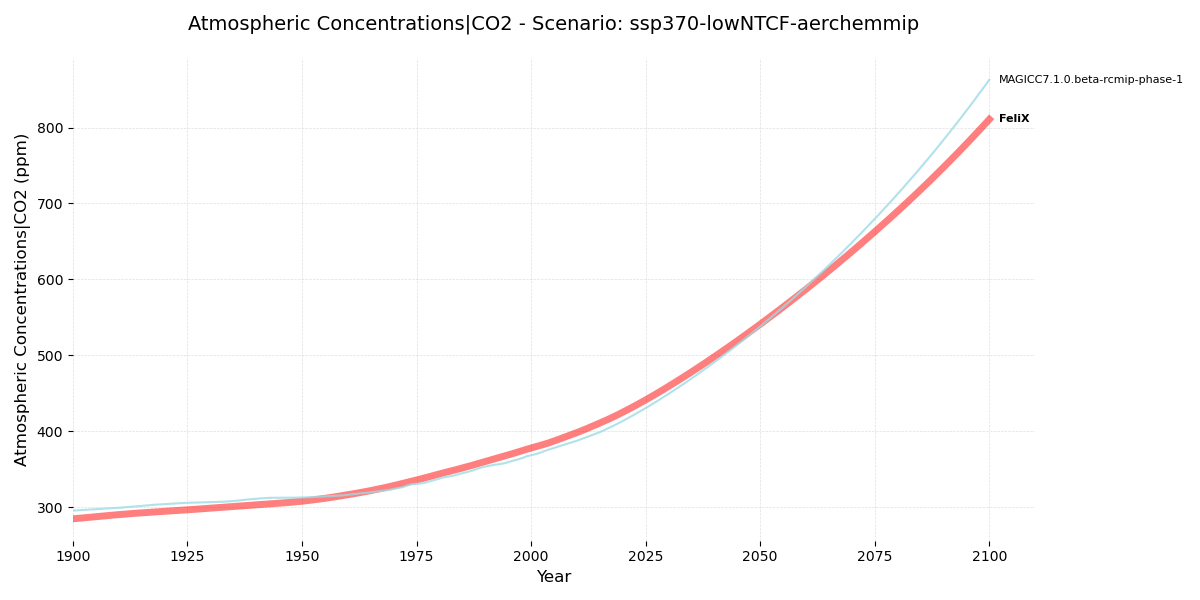 Atmospheric Concentrations|CO2 - Scenario: ssp370-lowNTCF-aerchemmip
MAGICC7.1.0.beta-rcmip-phase-1
FeliX
Atmospheric Concentrations|CO2 (ppm)
800
700
600
500
400
300
1900 1925 1950 1975 2000 2025 2050 2075 2100
Year